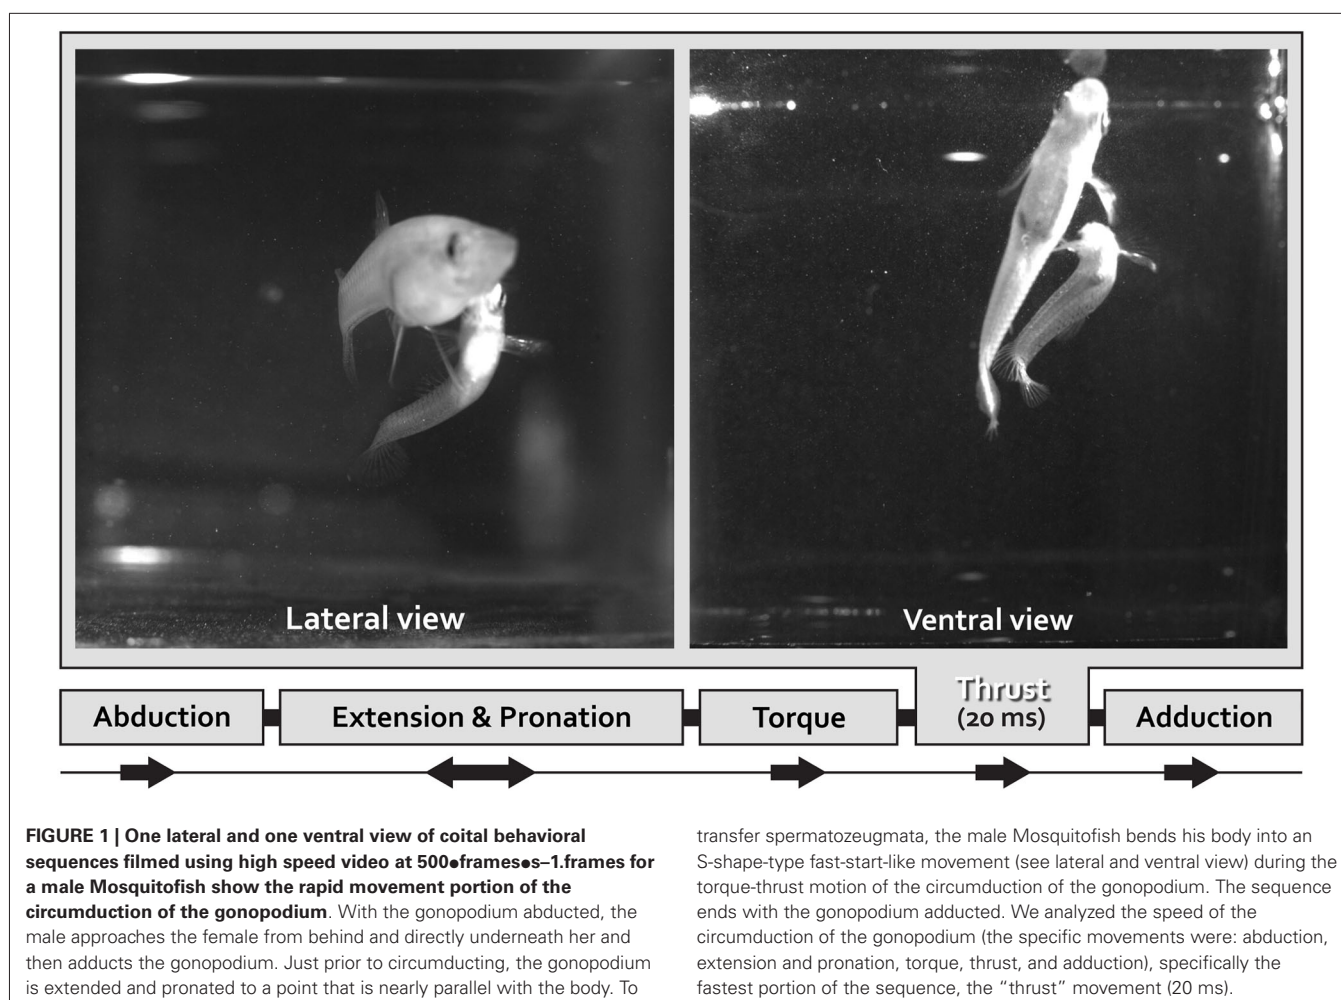 Lateral view
Ventral view
Abduction
Extension & Pronation
Torque
Thrust
(20 ms)
Adduction
FIGURE 1 | One lateral and one ventral view of coital behavioral
sequences filmed using high speed video at 500●frames●s–1.frames for
a male Mosquitofish show the rapid movement portion of the
circumduction of the gonopodium. With the gonopodium abducted, the
male approaches the female from behind and directly underneath her and
then adducts the gonopodium. Just prior to circumducting, the gonopodium
is extended and pronated to a point that is nearly parallel with the body. To
transfer spermatozeugmata, the male Mosquitofish bends his body into an
S-shape-type fast-start-like movement (see lateral and ventral view) during the
torque-thrust motion of the circumduction of the gonopodium. The sequence
ends with the gonopodium adducted. We analyzed the speed of the
circumduction of the gonopodium (the specific movements were: abduction,
extension and pronation, torque, thrust, and adduction), specifically the
fastest portion of the sequence, the “thrust” movement (20 ms).